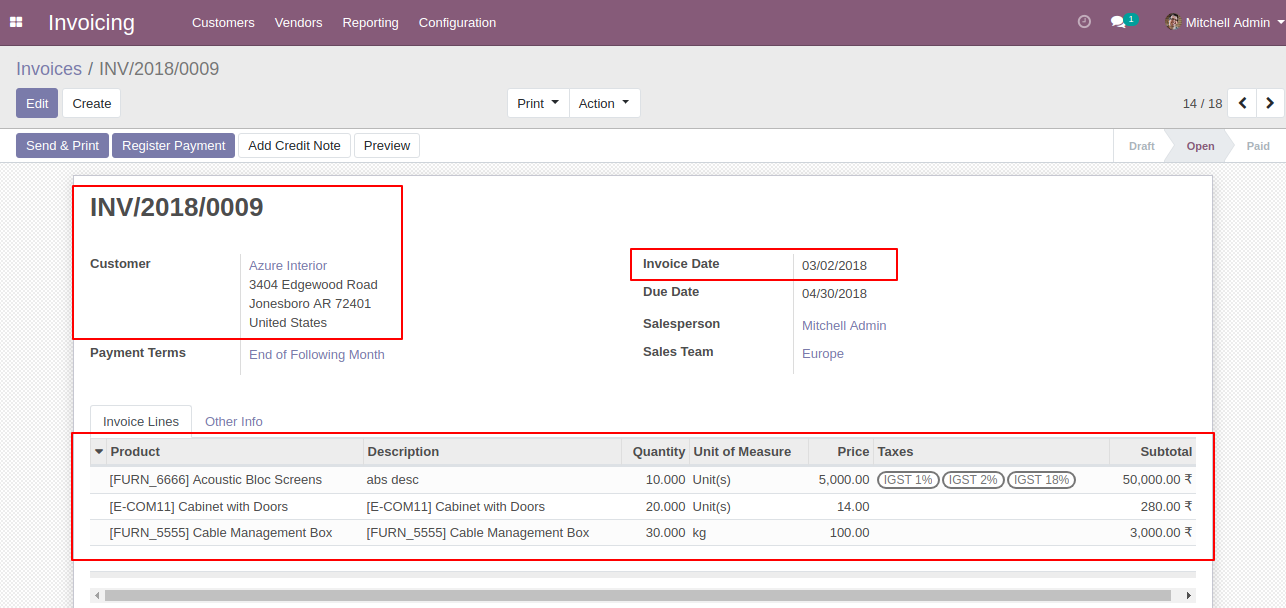 Invoicing Customers Vendors Reporting Configuration 1 Mitchell Admin
Invoices / INV/2018/0009
Edit Create Print Action 14 / 18
Send & Print Register Payment Add Credit Note Preview Draft Open Paid
INV/2018/0009
Customer Azure Interior Invoice Date 03/02/2018
3404 Edgewood Road
Jonesboro AR 72401 Due Date 04/30/2018
United States Salesperson Mitchell Admin
Payment Terms End of Following Month Sales Team Europe
Invoice Lines Other Info
Product Description Quantity Unit of Measure Price Taxes Subtotal
[FURN_6666] Acoustic Bloc Screens abs desc 10.000 Unit(s) 5,000.00 IGST 1% IGST 2% IGST 18% 50,000.00 ₹
[E-COM11] Cabinet with Doors [E-COM11] Cabinet with Doors 20.000 Unit(s) 14.00 280.00 ₹
[FURN_5555] Cable Management Box [FURN_5555] Cable Management Box 30.000 kg 100.00 3,000.00 ₹